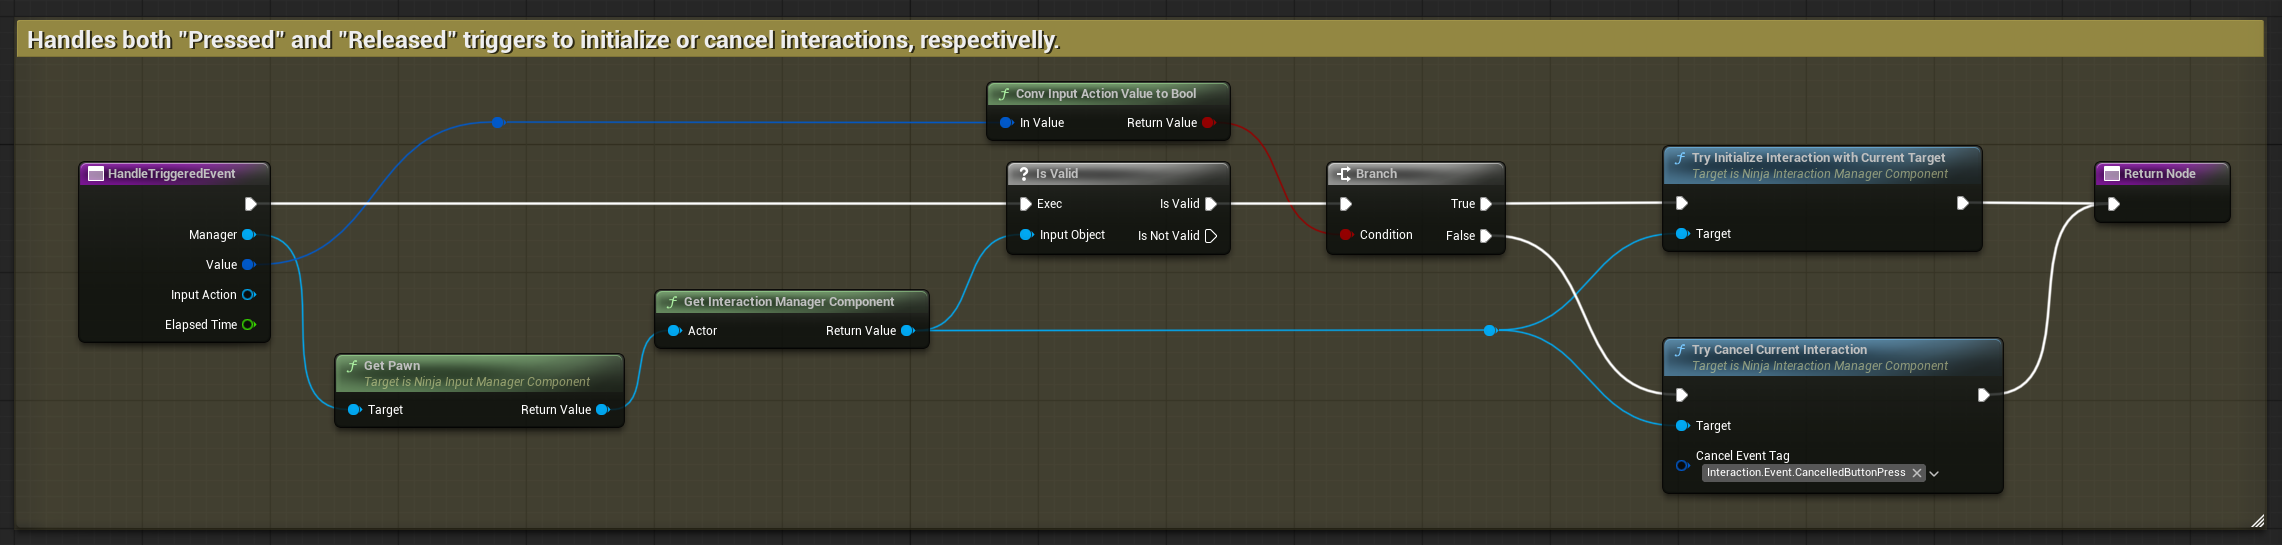 Handles both "Pressed" and "Released" triggers to initialize or cancel interactions, respectivelly.
Conv Input Action Value to Bool
In Value
Return Value
HandleTriggeredEvent
Manager
Value
Input Action
Elapsed Time
Get Pawn
Target is Ninja Input Manager Component
Target
Return Value
Get Interaction Manager Component
Actor
Return Value
? Is Valid
Exec
Is Valid
Input Object
Is Not Valid
Branch
True
Condition
False
Try Initialize Interaction with Current Target
Target is Ninja Interaction Manager Component
Target
Try Cancel Current Interaction
Target is Ninja Interaction Manager Component
Target
Cancel Event Tag
Interaction.Event.CancelledButtonPress
Return Node